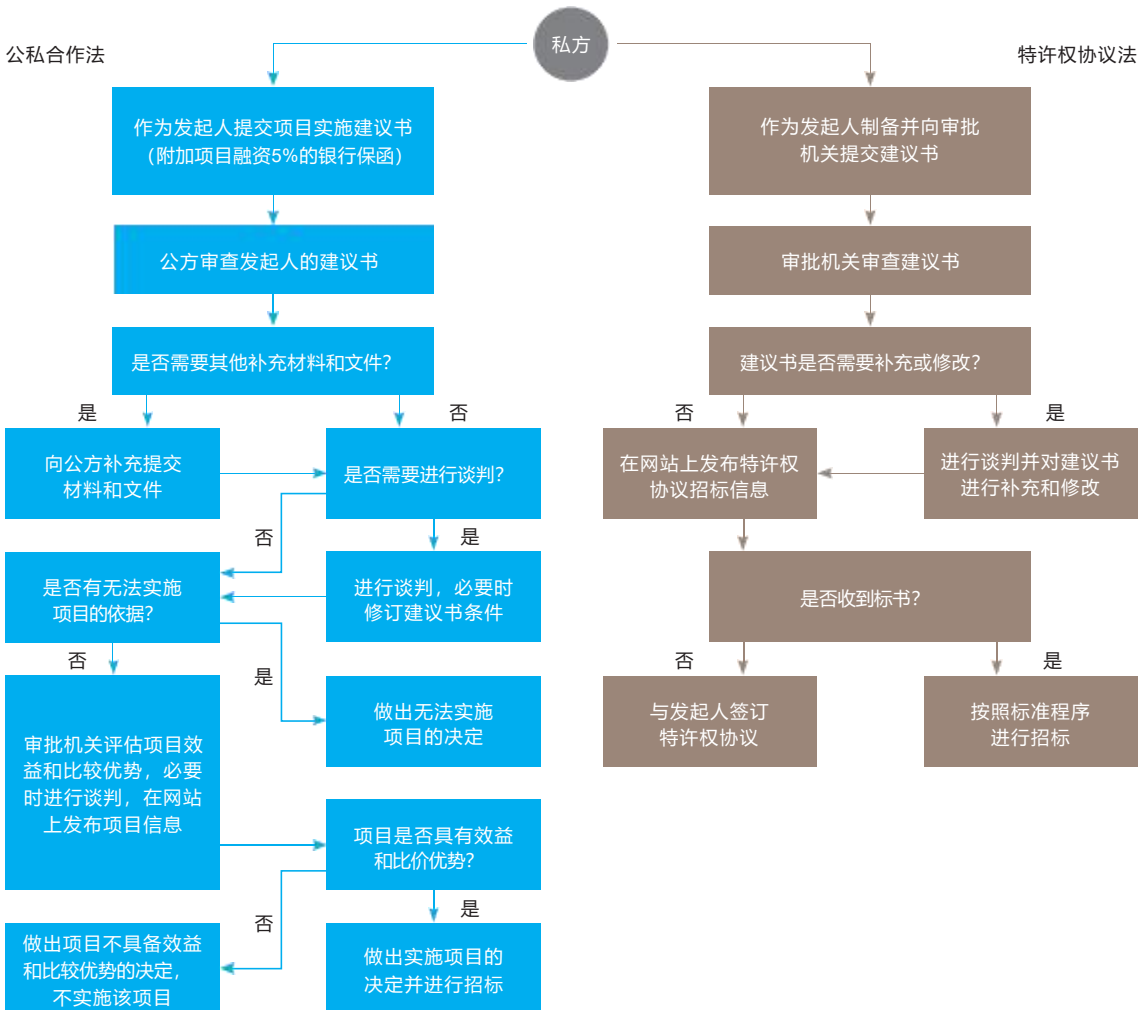 私方
公私合作法
特许权协议法
作为发起人提交项目实施建议书
（附加项目融资5%的银行保函）
公方审查发起人的建议书
是否需要其他补充材料和文件？
是
否
向公方补充提交
材料和文件
是否需要进行谈判？
否
是
是否有无法实施
项目的依据？
进行谈判，必要时
修订建议书条件
否
是
审批机关评估项目效
益和比较优势，必要
时进行谈判，在网站
上发布项目信息
做出无法实施
项目的决定
项目是否具有效益
和比价优势？
否
是
做出项目不具备效益
和比较优势的决定，
不实施该项目
做出实施项目的
决定并进行招标
作为发起人制备并向审批
机关提交建议书
审批机关审查建议书
建议书是否需要补充或修改？
否
是
在网站上发布特许权
协议招标信息
进行谈判并对建议书
进行补充和修改
是否收到标书？
否
是
与发起人签订
特许权协议
按照标准程序
进行招标